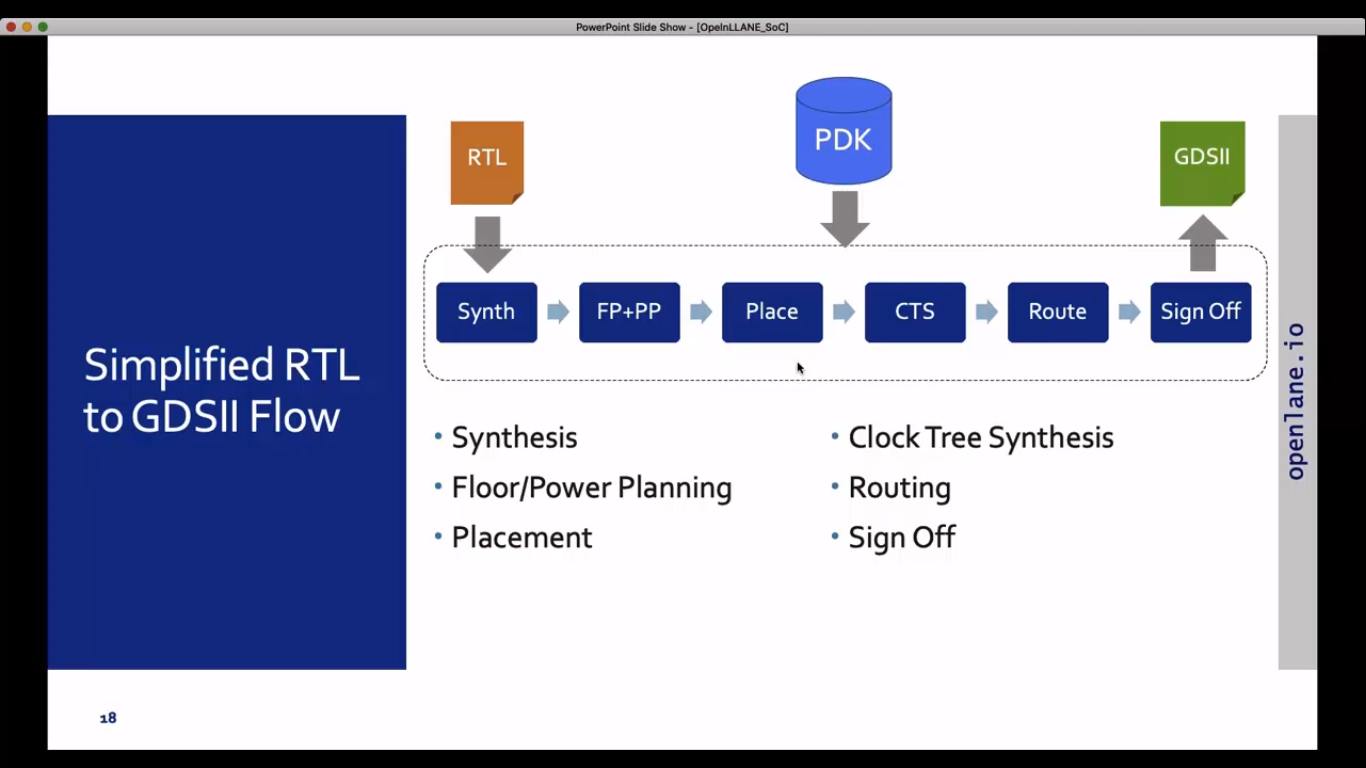 PowerPoint Slide Show - [OpeInLLANE_SoC]
Simplified RTL
to GDSII Flow
RTL
PDK
GDSII
Synth
FP+PP
Place
CTS
Route
Sign Off
• Synthesis
• Floor/Power Planning
• Placement
• Clock Tree Synthesis
• Routing
• Sign Off
openlane.io
18